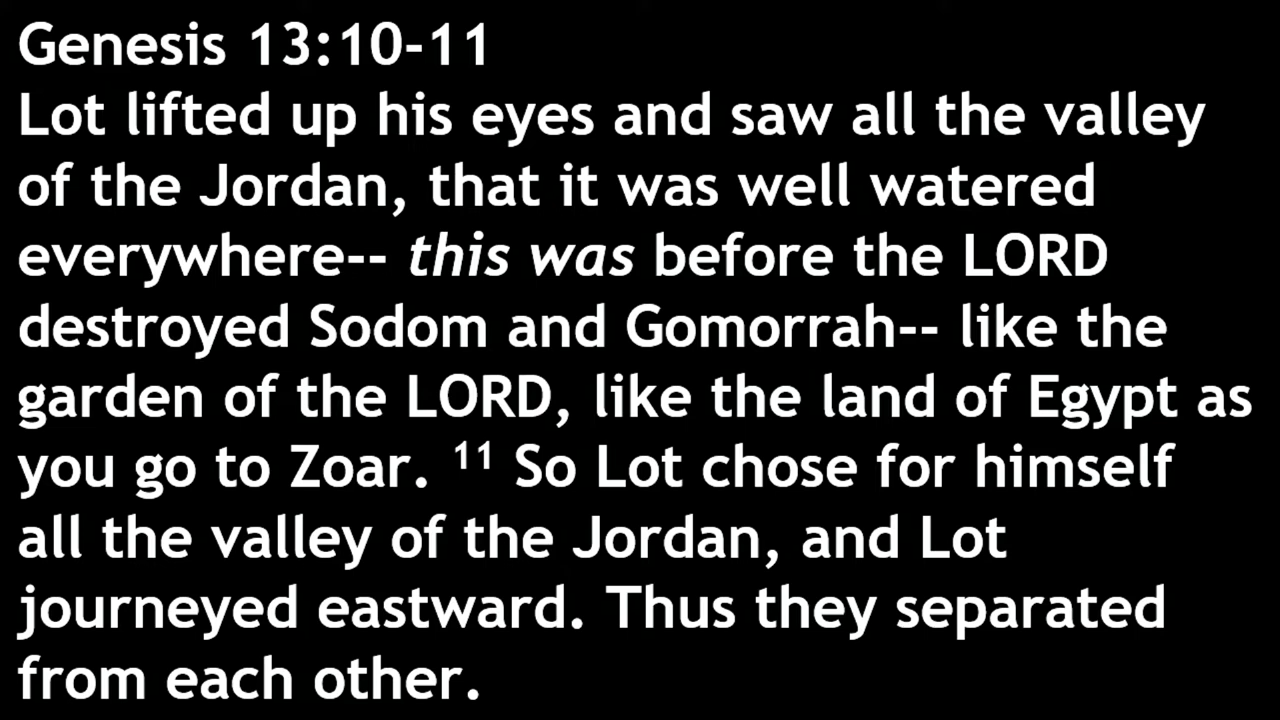 Genesis 13:10-11
Lot lifted up his eyes and saw all the valley
of the Jordan, that it was well watered
everywhere-- this was before the LORD
destroyed Sodom and Gomorrah-- like the
garden of the LORD, like the land of Egypt as
you go to Zoar. ¹¹ So Lot chose for himself
all the valley of the Jordan, and Lot
journeyed eastward. Thus they separated
from each other.